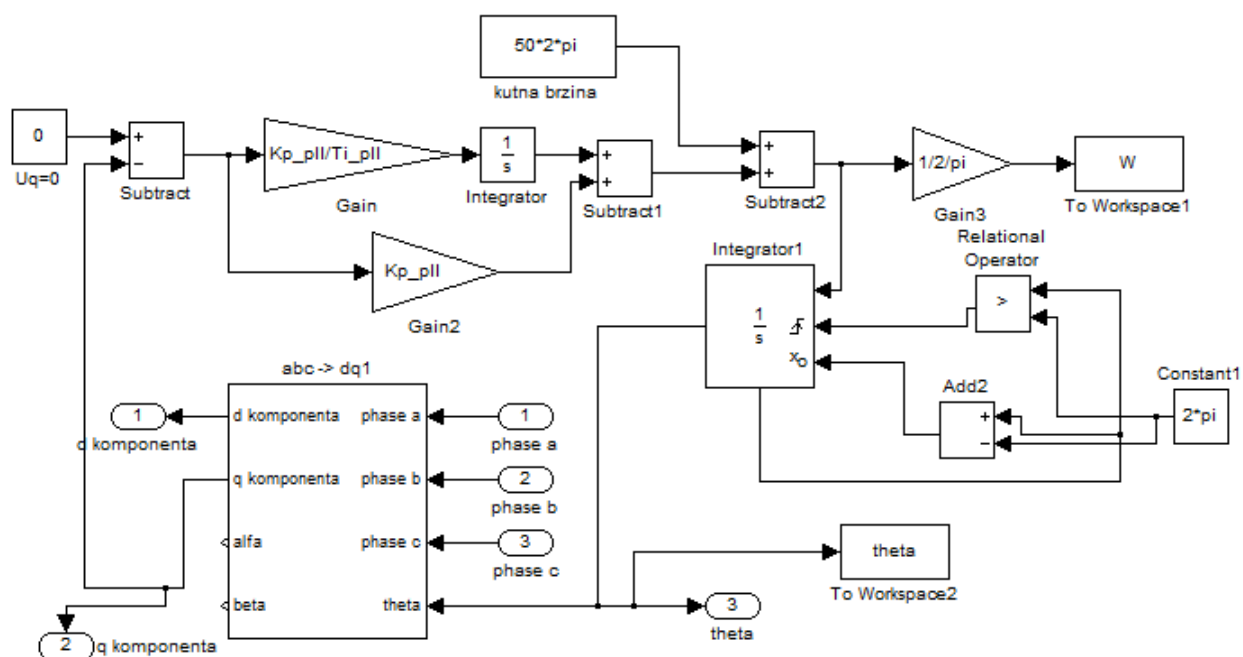 50*2*pi
kutna brzina
0
+
−
Uq=0
Subtract
Kp_pll/Ti_pll
Gain
1
s
Integrator
+
+
Subtract1
+
+
Subtract2
1/2/pi
Gain3
W
To Workspace1
Kp_pll
Gain2
Integrator1
1
s
xo
Relational
Operator
>
Add2
+
−
Constant1
2*pi
abc -> dq1
d komponenta
q komponenta
alfa
beta
phase a
phase b
phase c
theta
1
d komponenta
2
q komponenta
1
phase a
2
phase b
3
phase c
theta
To Workspace2
3
theta